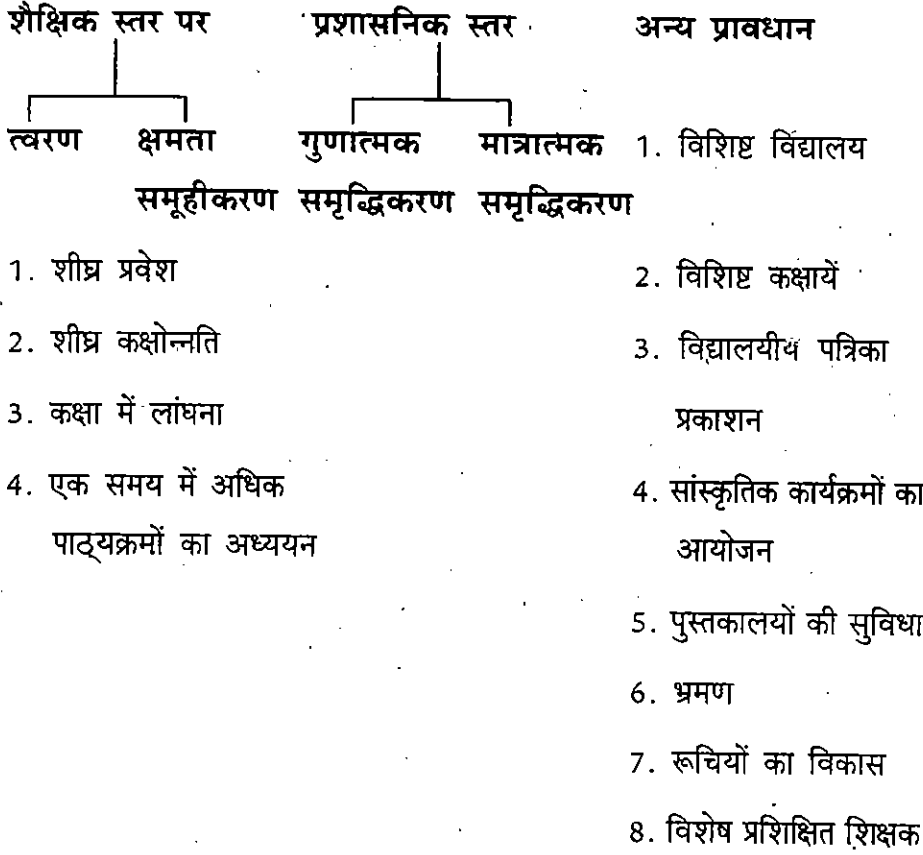 शैक्षिक स्तर पर प्रशासनिक स्तर अन्य प्रावधान
त्वरण क्षमता गुणात्मक मात्रात्मक 1. विशिष्ट विद्यालय
समूहीकरण समृद्धिकरण समृद्धिकरण
1. शीघ्र प्रवेश 2. विशिष्ट कक्षायें
2. शीघ्र कक्षोन्नति 3. विद्यालयीय पत्रिका
3. कक्षा में लांघना प्रकाशन
4. एक समय में अधिक 4. सांस्कृतिक कार्यक्रमों का
पाठ्यक्रमों का अध्ययन आयोजन
5. पुस्तकालयों की सुविधा
6. भ्रमण
7. रूचियों का विकास
8. विशेष प्रशिक्षित शिक्षक